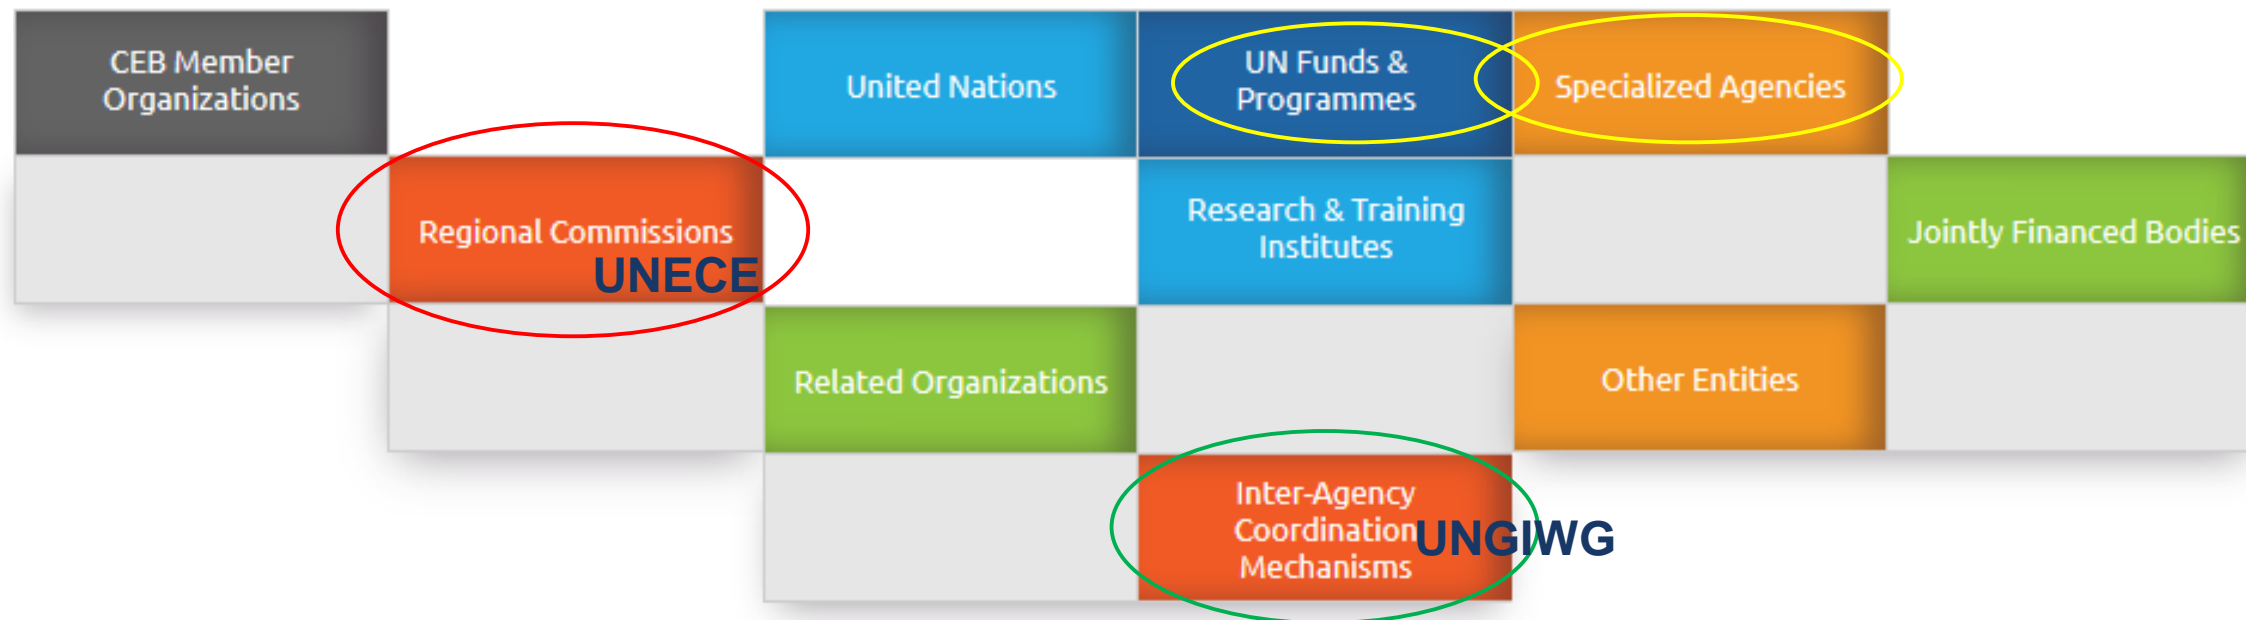 CEB Member
Organizations
United Nations
UN Funds &
Programmes
Specialized Agencies
Regional Commissions
UNECE
Research & Training
Institutes
Jointly Financed Bodies
Related Organizations
Other Entities
Inter-Agency
Coordination
Mechanisms
UNGIWG